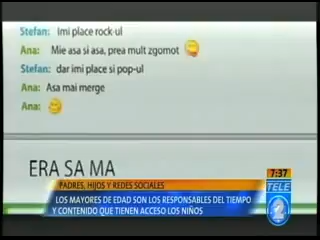 Stefan: Imi place rock-ul
Ana: Mie asa si asa, prea mult zgomot
Stefan: dar imi place si pop-ul
Ana: Asa mai merge
Ana:
ERA SA MA
PADRES, HIJOS Y REDES SOCIALES
7:37
LOS MAYORES DE EDAD SON LOS RESPONSABLES DEL TIEMPO
Y CONTENIDO QUE TIENEN ACCESO LOS NIÑOS
TELE
2